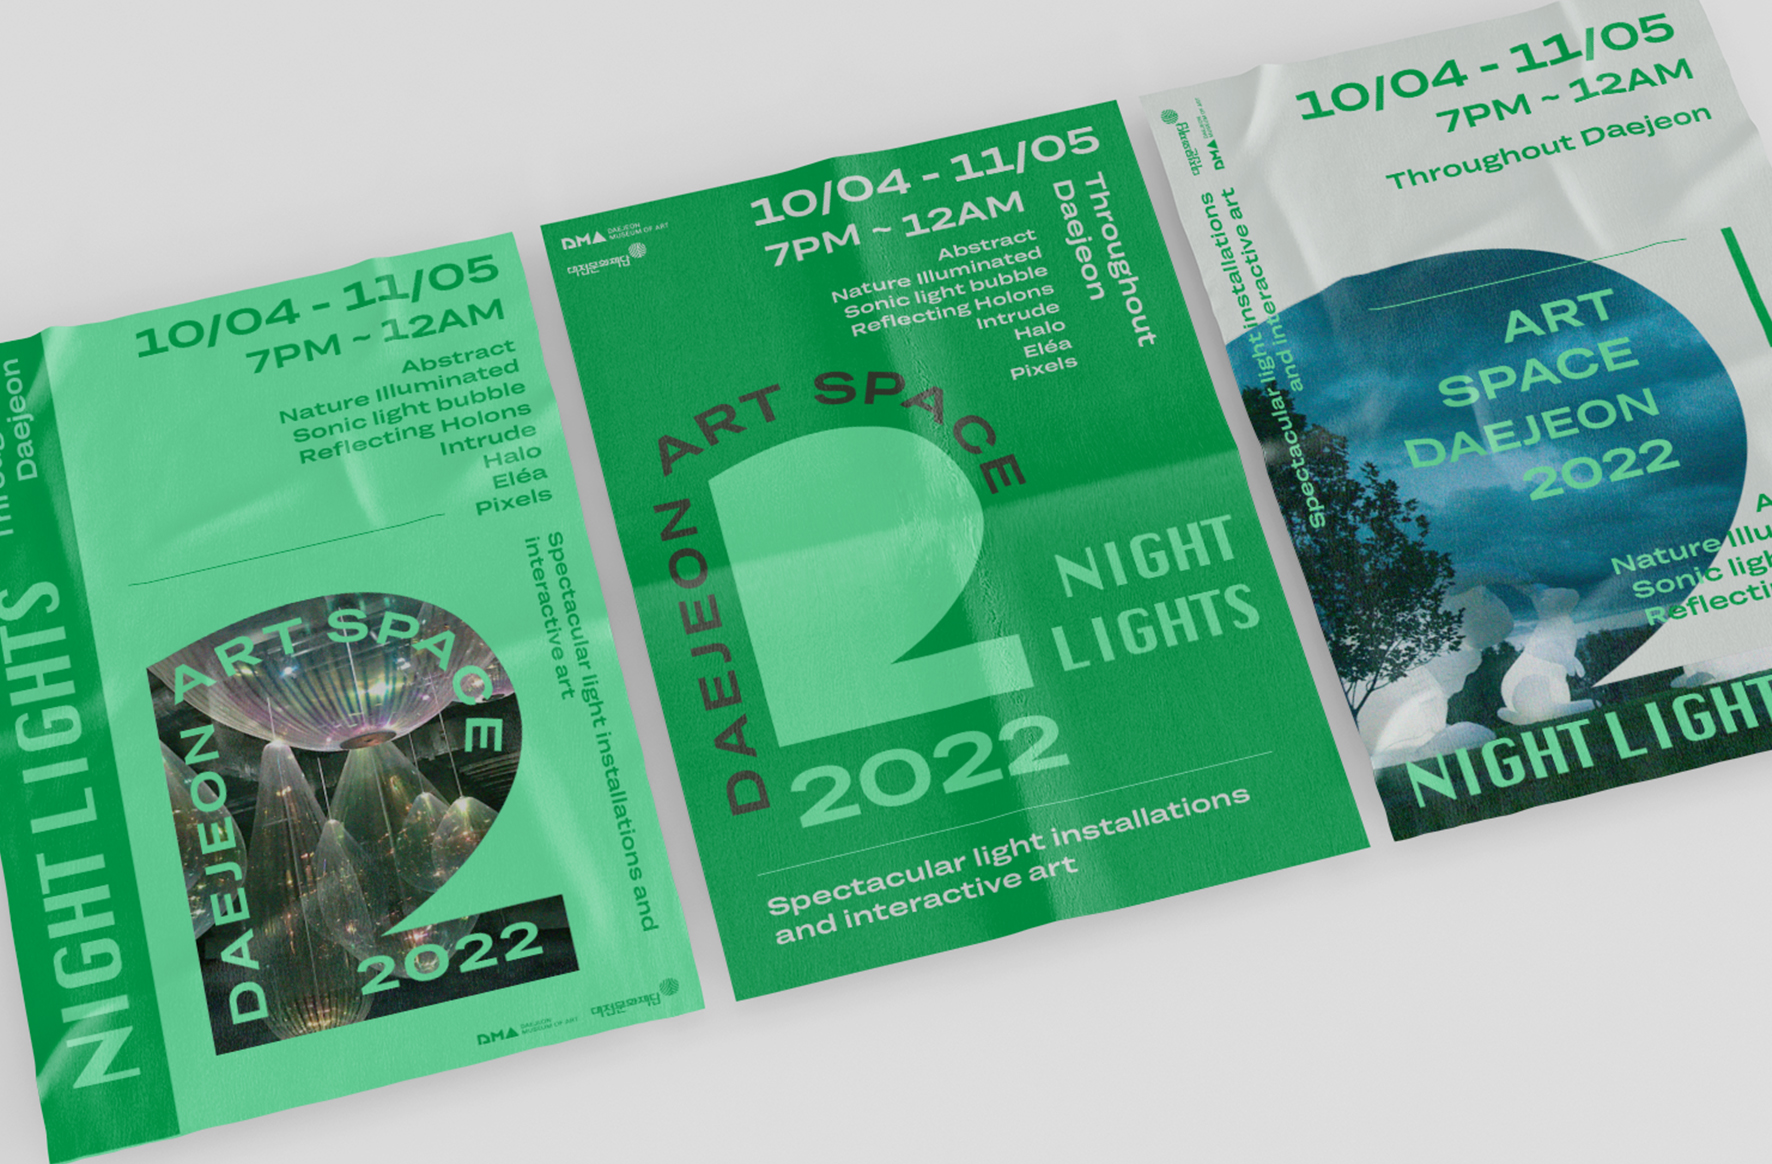 10/04 - 11/05
7PM ~ 12AM
Abstract
Nature Illuminated
Sonic light bubble
Reflecting Holons
Intrude
Halo
Eléa
Pixels
Daejeon
NIGHT LIGHTS
DAEJEON ART SPACE
2022
Spectacular light installations and
interactive art
DMA DAEJEON
MUSEUM OF ART
대전문화재단
DMA DAEJEON
MUSEUM OF ART
대전문화재단
10/04 - 11/05
7PM ~ 12AM
Throughout
Daejeon
Abstract
Nature Illuminated
Sonic light bubble
Reflecting Holons
Intrude
Halo
Eléa
Pixels
DAEJEON ART SPACE
2
NIGHT
LIGHTS
2022
Spectacular light installations
and interactive art
대전문화재단
DMA DAEJEON
MUSEUM OF ART
10/04 - 11/05
7PM ~ 12AM
Throughout Daejeon
Spectacular light installations
and interactive art
ART
SPACE
DAEJEON
2022
Nature Illu
Sonic ligh
Reflecti
NIGHT LIGHT